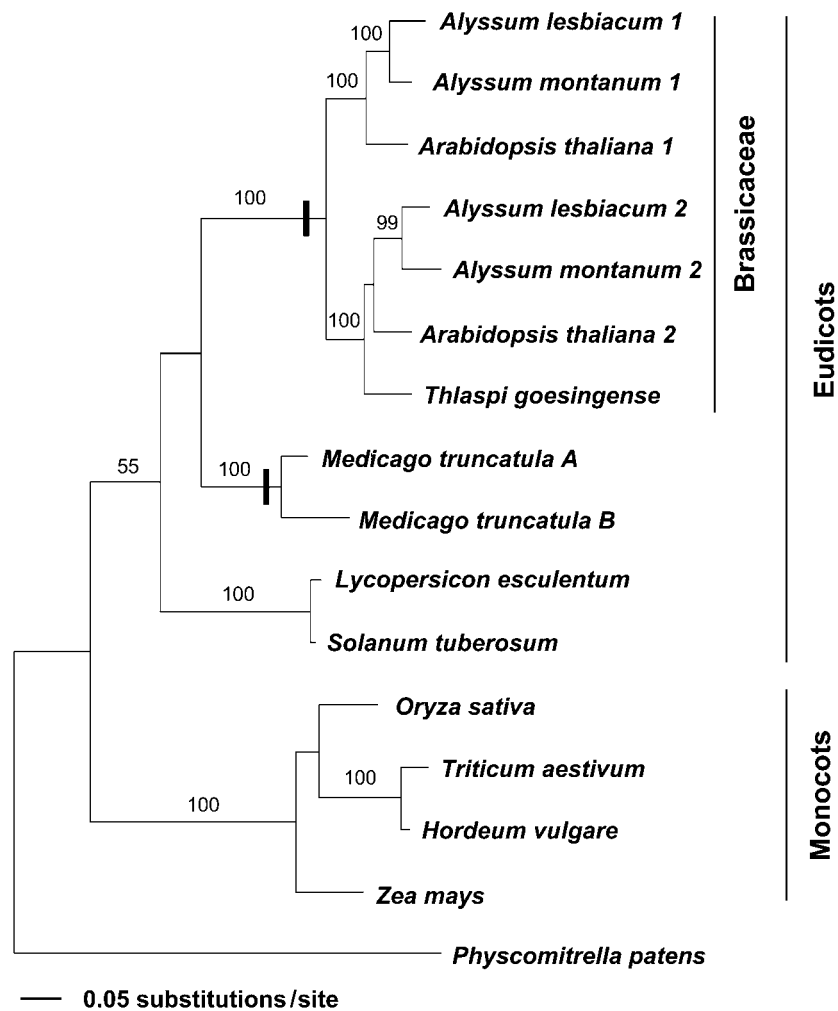 100
Alyssum lesbiacum 1
100
Alyssum montanum 1
Arabidopsis thaliana 1
100
Alyssum lesbiacum 2
99
Alyssum montanum 2
100
Arabidopsis thaliana 2
Thlaspi goesingense
Brassicaceae
Eudicots
55
100
Medicago truncatula A
Medicago truncatula B
100
Lycopersicon esculentum
Solanum tuberosum
Oryza sativa
100
Triticum aestivum
100
Hordeum vulgare
Zea mays
Monocots
Physcomitrella patens
0.05 substitutions/site